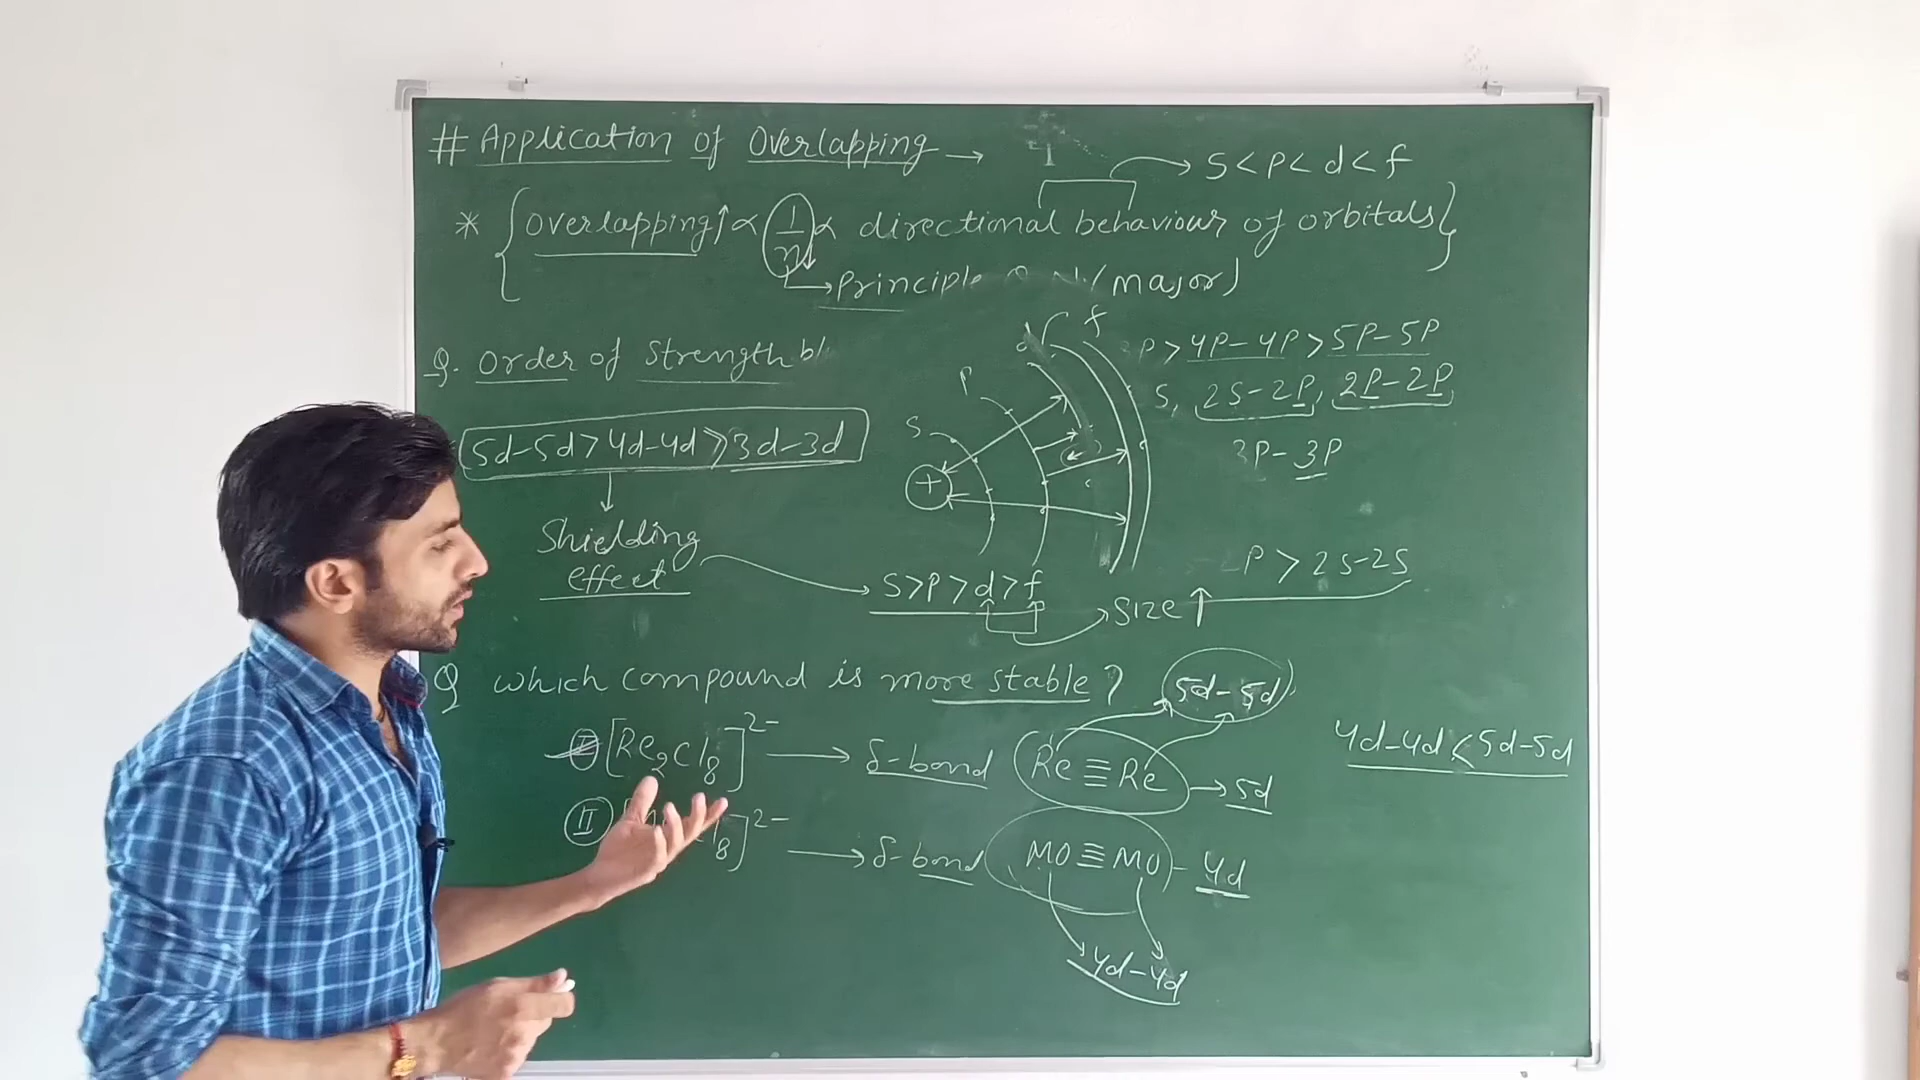 # Application of Overlapping →
S < P < d < f
* { overlapping ↑ ∝ 1/n ↓ ∝ directional behaviour of orbitals }
→ Principle (major)
Q. Order of Strength b/
P > 4P-4P > 5P-5P
S, 2S-2P, 2P-2P
3P-3P
5d-5d > 4d-4d > 3d-3d
S
P
d
f
+
Shielding effect
S > P > d > f
Size ↑
P > 2S-2S
Q which compound is more stable ?
5d-5d
4d-4d < 5d-5d
I [Re2Cl8]2- → δ-bond Re ≣ Re → 5d
II l8]2- → δ-bond MO ≣ MO - 4d
4d-4d